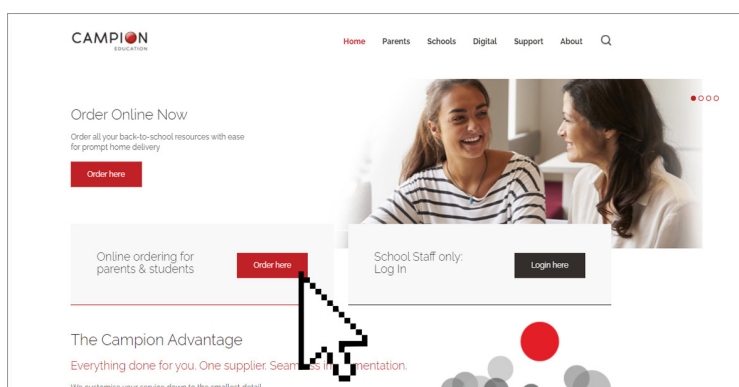 CAMPION
EDUCATION
Home Parents Schools Digital Support About
Order Online Now
Order all your back-to-school resources with ease
for prompt home delivery
Order here
Online ordering for
parents & students
Order here
School Staff only:
Log In
Login here
The Campion Advantage
Everything done for you. One supplier.